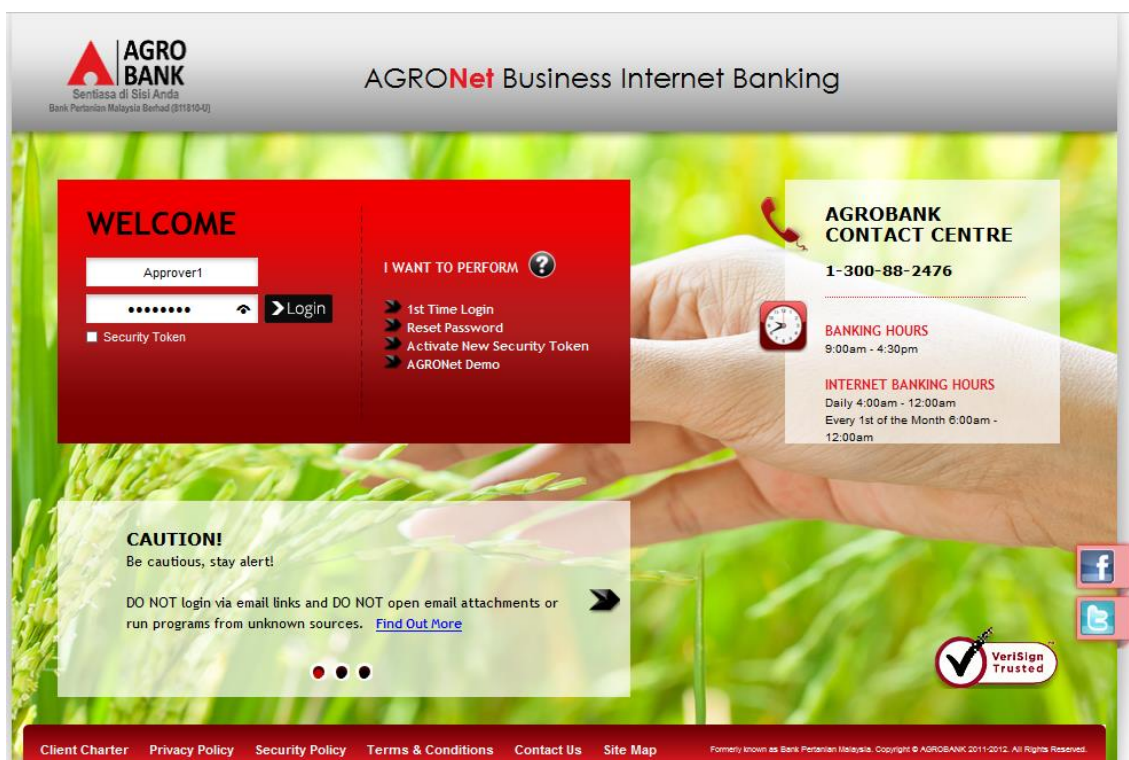 AGRO
BANK
Sentiasa di Sisi Anda
Bank Pertanian Malaysia Berhad (811810-U)
AGRONet Business Internet Banking
WELCOME
Approver1
Login
Security Token
I WANT TO PERFORM ?
1st Time Login
Reset Password
Activate New Security Token
AGRONet Demo
AGROBANK
CONTACT CENTRE
1-300-88-2476
BANKING HOURS
9:00am - 4:30pm
INTERNET BANKING HOURS
Daily 4:00am - 12:00am
Every 1st of the Month 6:00am -
12:00am
CAUTION!
Be cautious, stay alert!
DO NOT login via email links and DO NOT open email attachments or
run programs from unknown sources. Find Out More
f
t
VeriSign
Trusted
Client Charter Privacy Policy Security Policy Terms & Conditions Contact Us Site Map
Formerly known as Bank Pertanian Malaysia. Copyright © AGROBANK 2011-2012. All Rights Reserved.